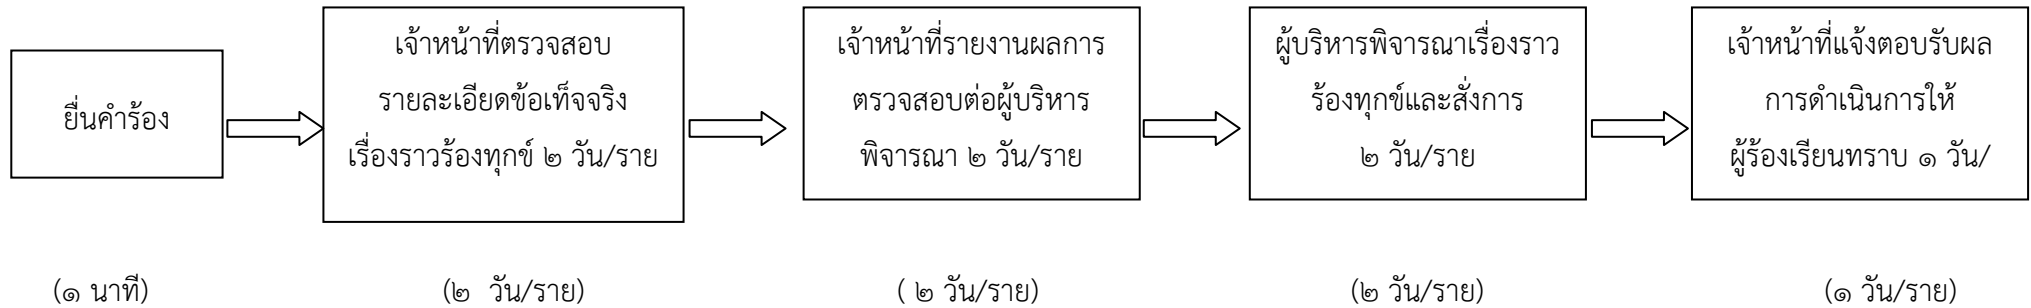 ยื่นคำร้อง
เจ้าหน้าที่ตรวจสอบ
รายละเอียดข้อเท็จจริง
เรื่องราวร้องทุกข์ ๒ วัน/ราย
เจ้าหน้าที่รายงานผลการ
ตรวจสอบต่อผู้บริหาร
พิจารณา ๒ วัน/ราย
ผู้บริหารพิจารณาเรื่องราว
ร้องทุกข์และสั่งการ
๒ วัน/ราย
เจ้าหน้าที่แจ้งตอบรับผล
การดำเนินการให้
ผู้ร้องเรียนทราบ ๑ วัน/
(๑ นาที)
(๒ วัน/ราย)
( ๒ วัน/ราย)
(๒ วัน/ราย)
(๑ วัน/ราย)